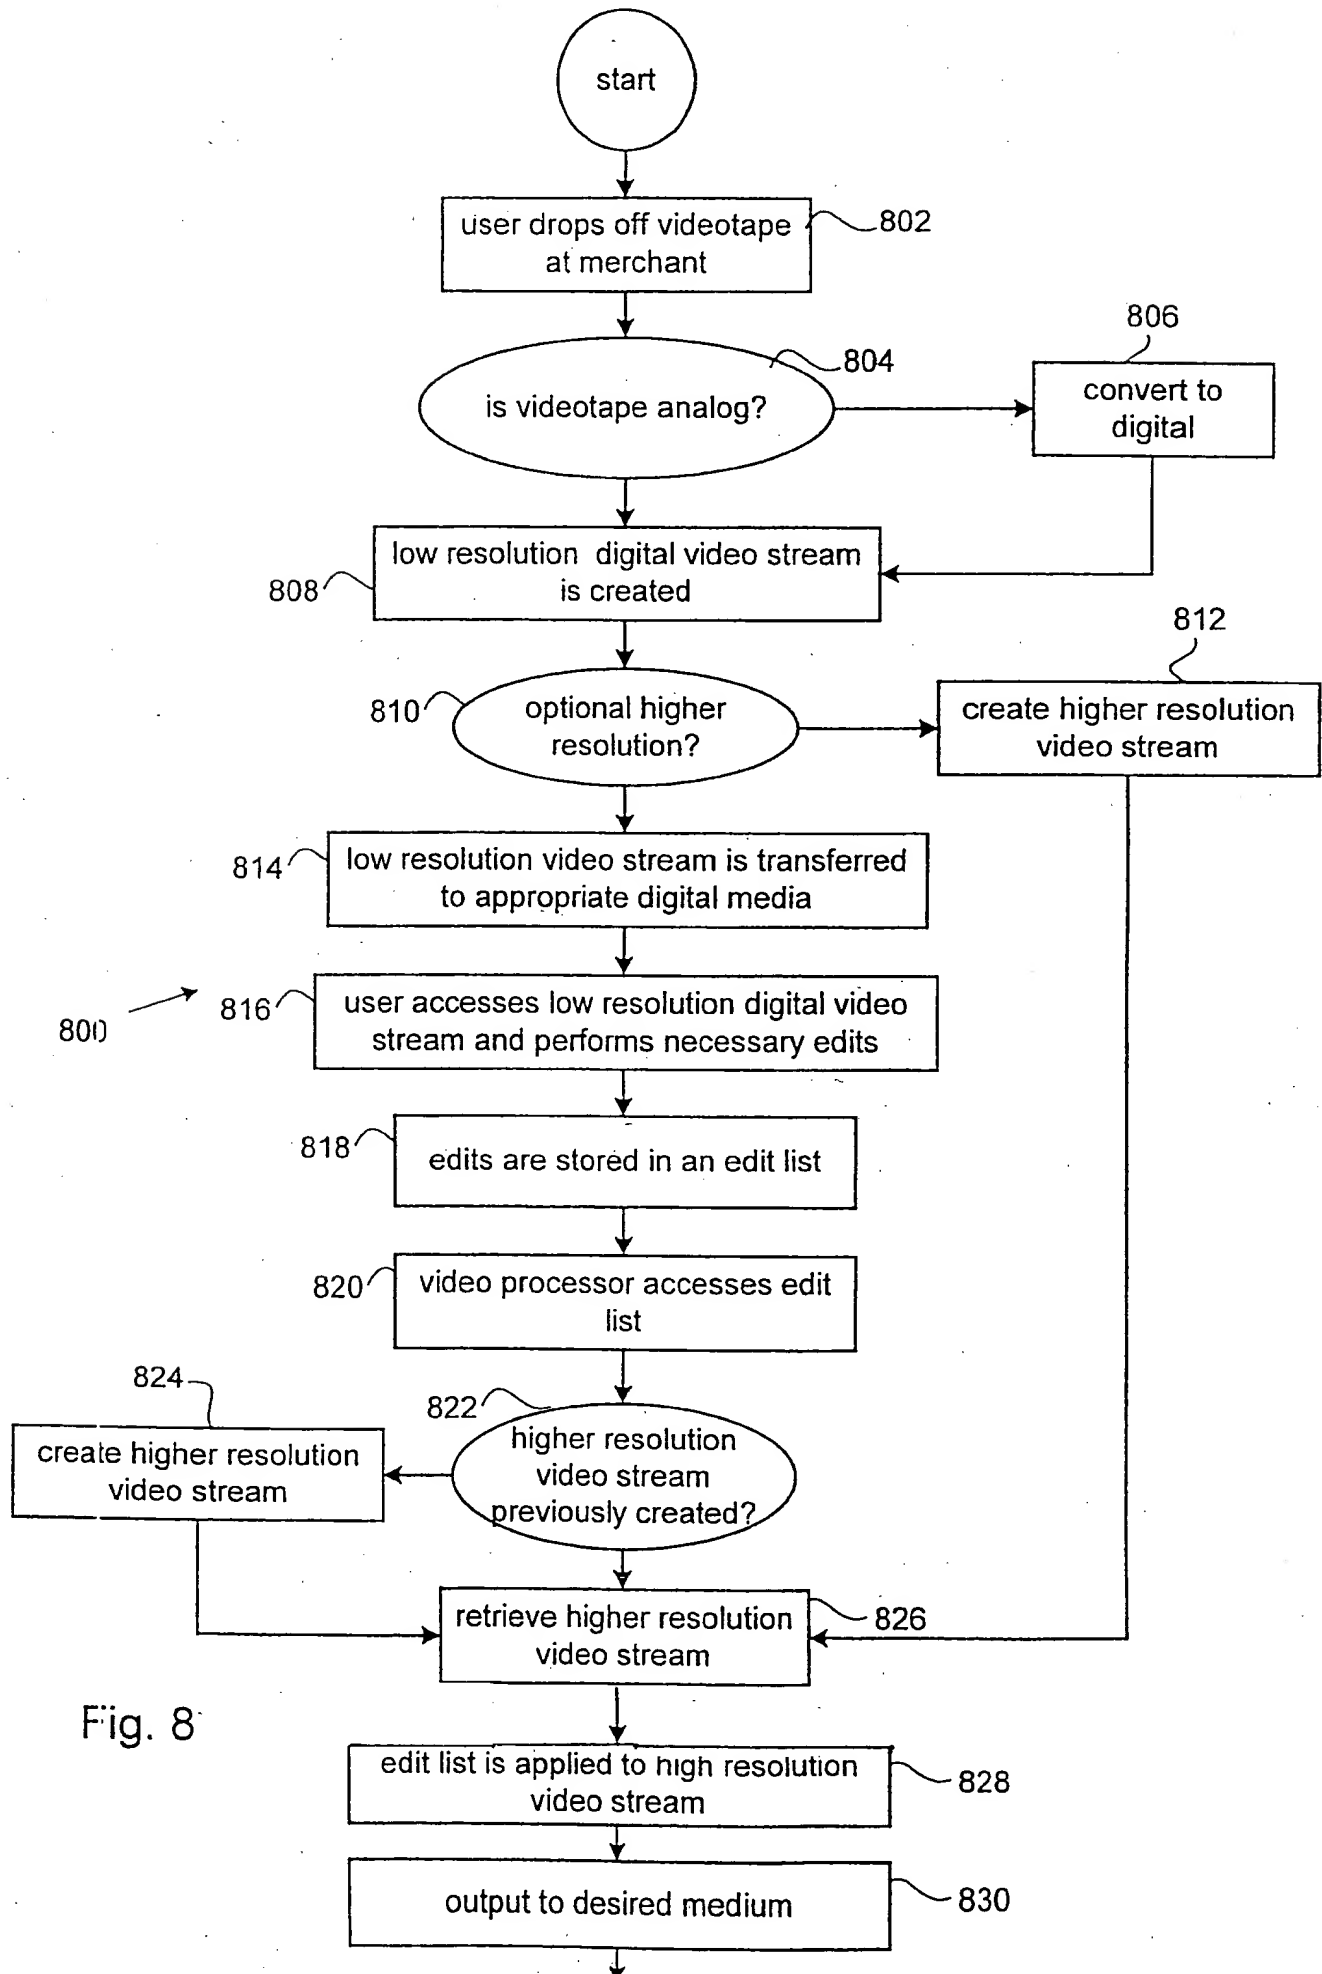 start
user drops off videotape
at merchant
802
is videotape analog?
804
806
convert to
digital
low resolution digital video stream
is created
808
812
810
optional higher
resolution?
create higher resolution
video stream
814
low resolution video stream is transferred
to appropriate digital media
800
816
user accesses low resolution digital video
stream and performs necessary edits
818
edits are stored in an edit list
820
video processor accesses edit
list
824
822
higher resolution
video stream
previously created?
create higher resolution
video stream
retrieve higher resolution
video stream
826
Fig. 8
edit list is applied to high resolution
video stream
828
output to desired medium
830